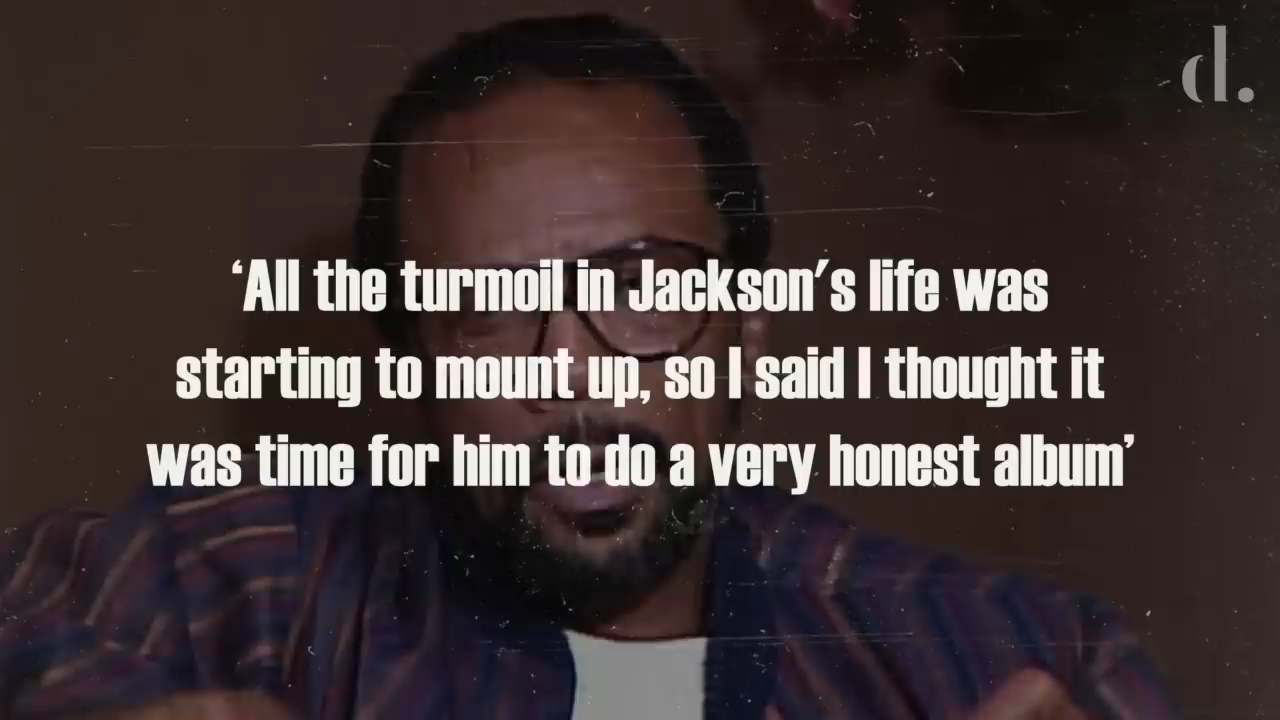 d.
‘All the turmoil in Jackson's life was
starting to mount up, so I said I thought it
was time for him to do a very honest album’